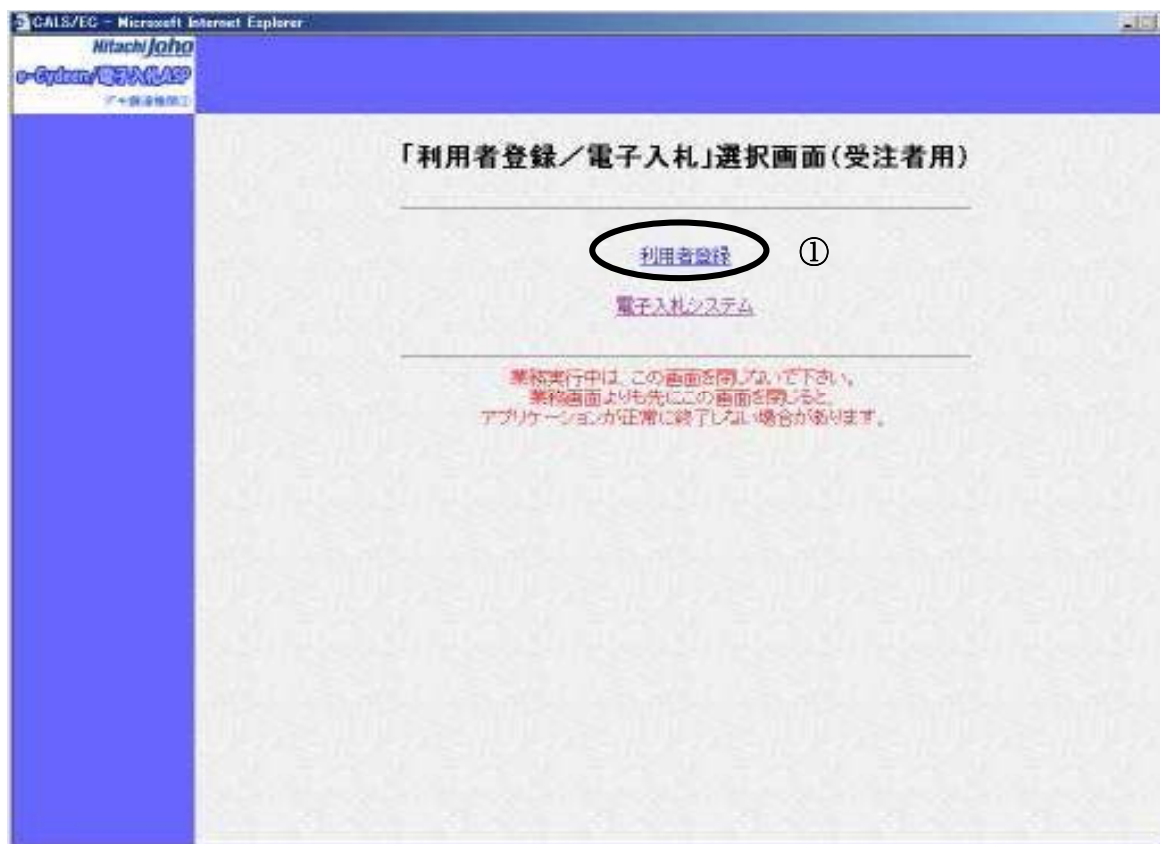 CALS/EC - Microsoft Internet Explorer
Hitachi Joho
e-Cydeen/電子入札ASP
「利用者登録／電子入札」選択画面（受注者用）
利用者登録 ①
電子入札システム
業務実行中は、この画面を閉じないで下さい。
業務画面よりも先にこの画面を閉じると、
アプリケーションが正常に終了しない場合があります。